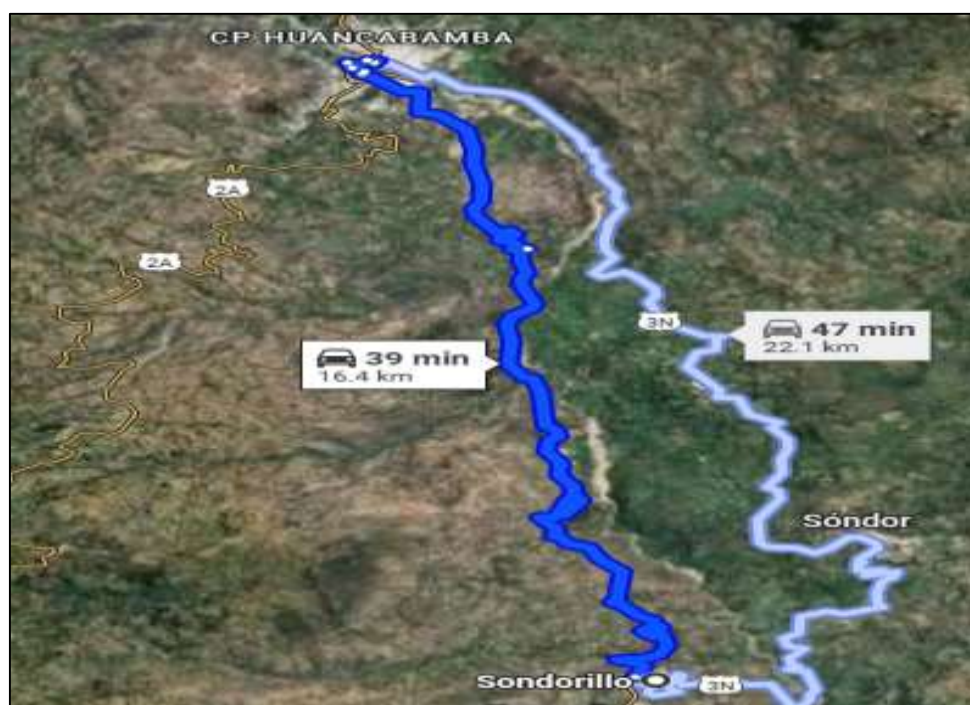 CP HUANCABAMBA
2A
2A
3N
47 min
22.1 km
39 min
16.4 km
Sóndor
Sondorillo
3N